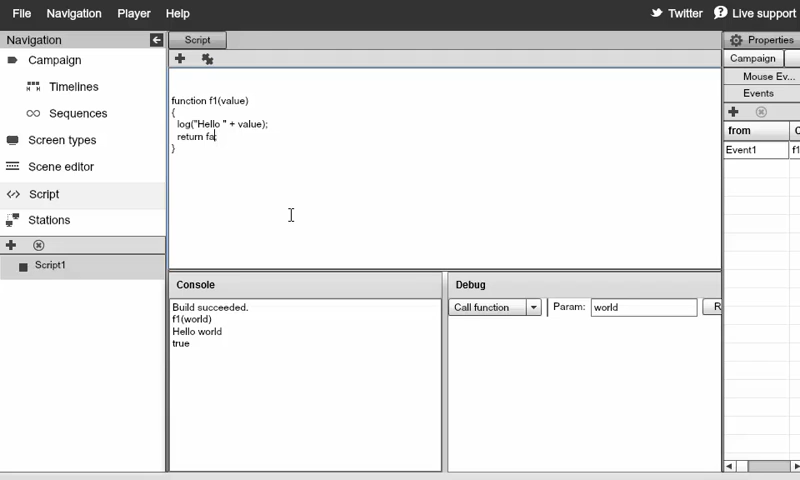 File Navigation Player Help Twitter Live support
Navigation
Script
Properties
Campaign
Timelines
Sequences
Screen types
Scene editor
Script
Stations
Script1
function f1(value)
{
log("Hello " + value);
return fa;
}
Campaign
Mouse Ev...
Events
from
Event1
f1
Console
Build succeeded.
f1(world)
Hello world
true
Debug
Call function Param: world R